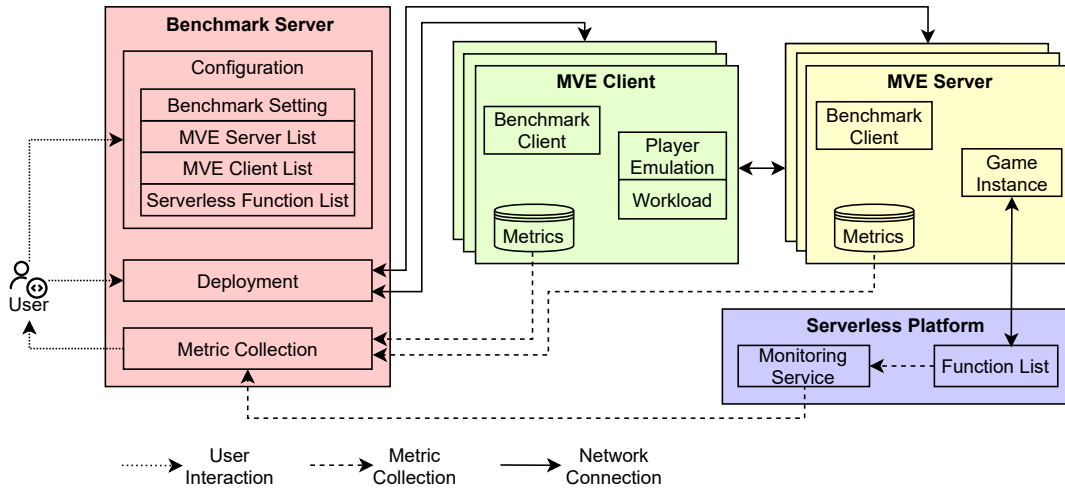 Benchmark Server
Configuration
Benchmark Setting
MVE Server List
MVE Client List
Serverless Function List
Deployment
Metric Collection
User
MVE Client
Benchmark
Client
Player
Emulation
Workload
Metrics
MVE Server
Benchmark
Client
Game
Instance
Metrics
Serverless Platform
Monitoring
Service
Function List
User
Interaction
Metric
Collection
Network
Connection